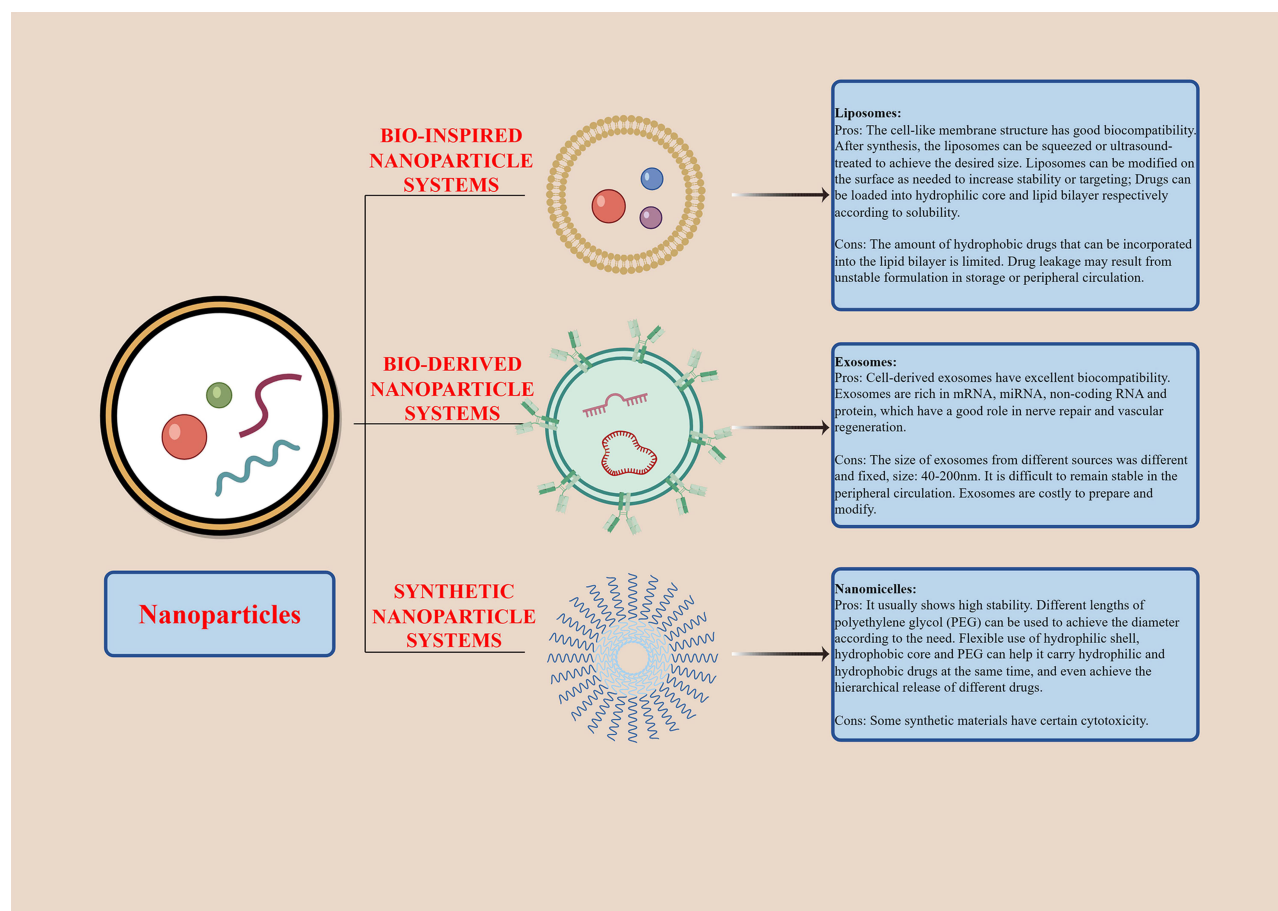 BIO-INSPIRED
NANOPARTICLE
SYSTEMS
Liposomes:
Pros: The cell-like membrane structure has good biocompatibility.
After synthesis, the liposomes can be squeezed or ultrasound-
treated to achieve the desired size. Liposomes can be modified on
the surface as needed to increase stability or targeting; Drugs can
be loaded into hydrophilic core and lipid bilayer respectively
according to solubility.
Cons: The amount of hydrophobic drugs that can be incorporated
into the lipid bilayer is limited. Drug leakage may result from
unstable formulation in storage or peripheral circulation.
BIO-DERIVED
NANOPARTICLE
SYSTEMS
Exosomes:
Pros: Cell-derived exosomes have excellent biocompatibility.
Exosomes are rich in mRNA, miRNA, non-coding RNA and
protein, which have a good role in nerve repair and vascular
regeneration.
Cons: The size of exosomes from different sources was different
and fixed, size: 40-200nm. It is difficult to remain stable in the
peripheral circulation. Exosomes are costly to prepare and
modify.
Nanoparticles
SYNTHETIC
NANOPARTICLE
SYSTEMS
Nanomicelles:
Pros: It usually shows high stability. Different lengths of
polyethylene glycol (PEG) can be used to achieve the diameter
according to the need. Flexible use of hydrophilic shell,
hydrophobic core and PEG can help it carry hydrophilic and
hydrophobic drugs at the same time, and even achieve the
hierarchical release of different drugs.
Cons: Some synthetic materials have certain cytotoxicity.